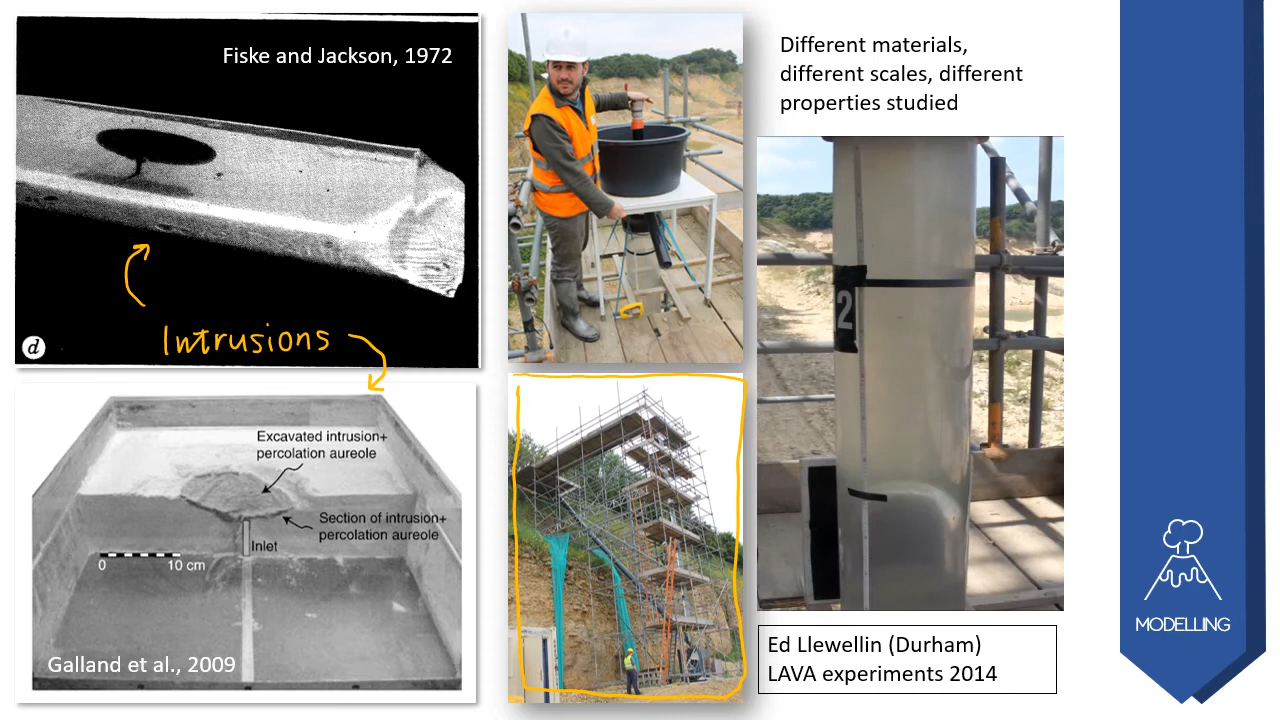 Fiske and Jackson, 1972
d
Intrusions
Excavated intrusion+
percolation aureole
Section of intrusion+
percolation aureole
Inlet
0 10 cm
Galland et al., 2009
Different materials,
different scales, different
properties studied
2
Ed Llewellin (Durham)
LAVA experiments 2014
MODELLING